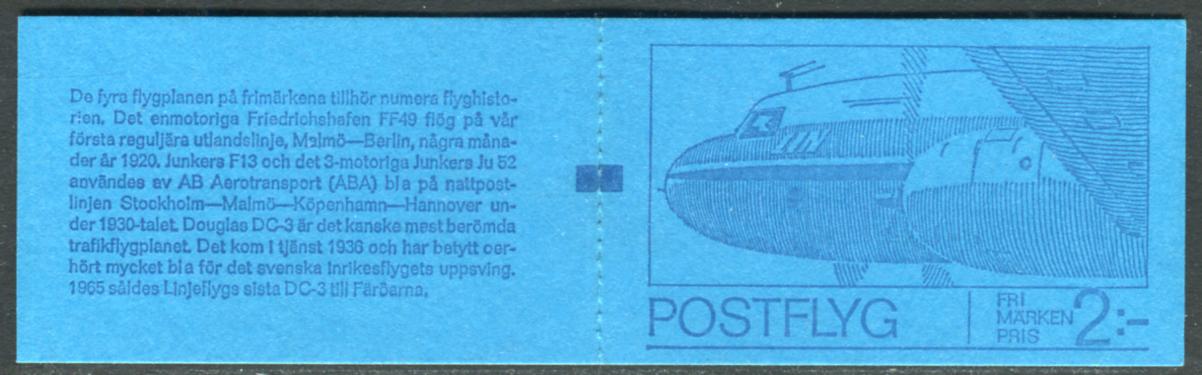 De fyra flygplanen på frimärkena tillhör numera flyghisto-
rien. Det enmotoriga Friedrichshafen FF49 flög på vår
första reguljära utlandslinje, Malmö—Berlin, några måna-
der år 1920. Junkers F13 och det 3-motoriga Junkers Ju 52
användes av AB Aerotransport (ABA) bl a på nattpost-
linjen Stockholm—Malmö—Köpenhamn—Hannover un-
der 1930-talet. Douglas DC-3 är det kanske mest berömda
trafikflygplanet. Det kom i tjänst 1936 och har betytt oer-
hört mycket bl a för det svenska inrikesflygets uppsving.
1965 såldes Linjeflygs sista DC-3 till Färöarna.
POSTFLYG
FRI
MÄRKEN
PRIS
2:-